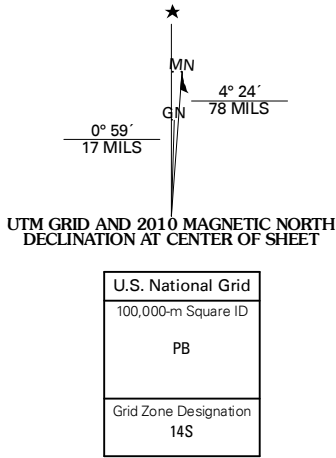 MN
4° 24´
78 MILS
GN
0° 59´
17 MILS
UTM GRID AND 2010 MAGNETIC NORTH
DECLINATION AT CENTER OF SHEET
U.S. National Grid
100,000-m Square ID
PB
Grid Zone Designation
14S